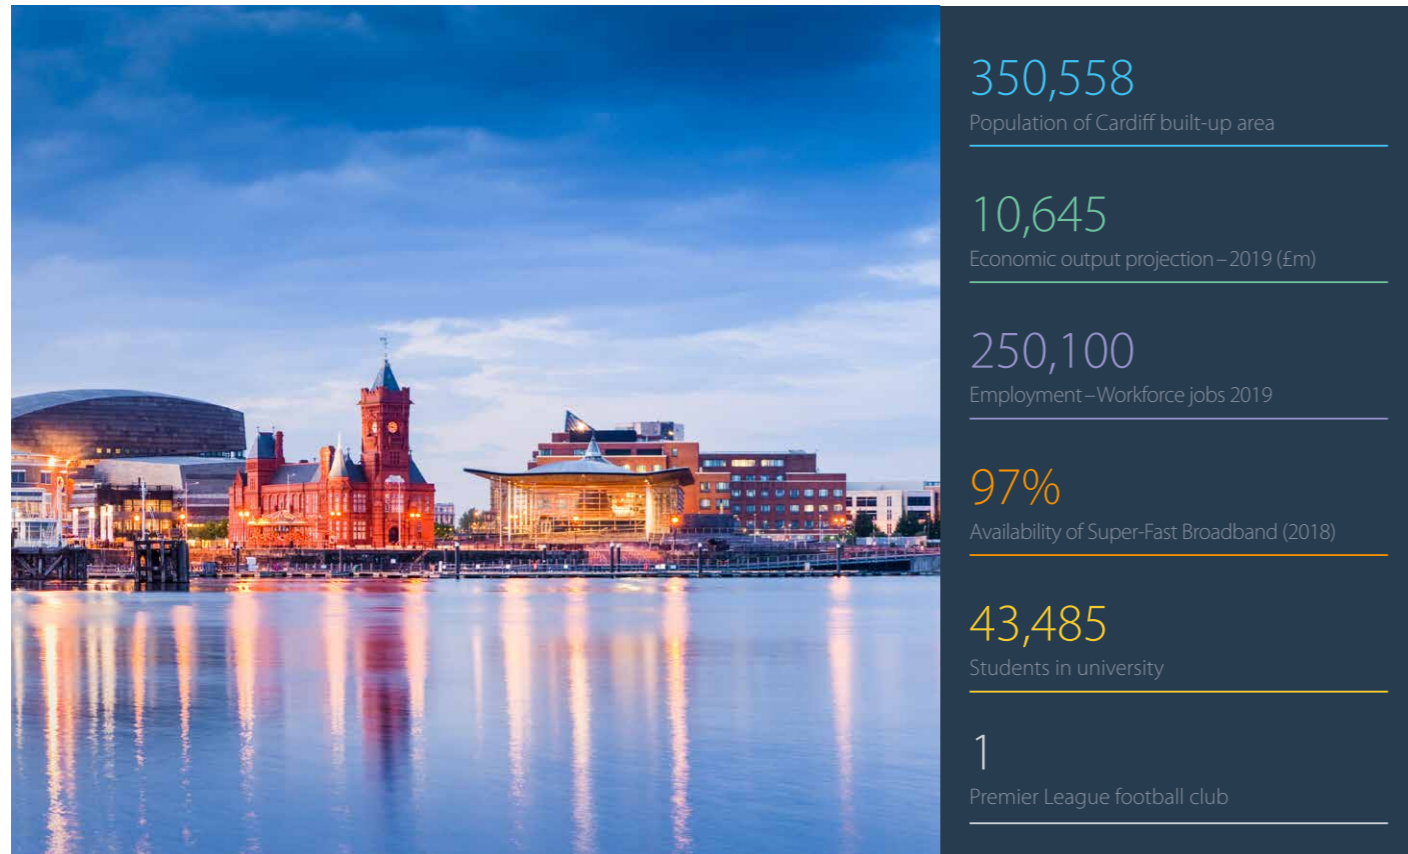 350,558
Population of Cardiff built-up area
10,645
Economic output projection–2019 (£m)
250,100
Employment–Workforce jobs 2019
97%
Availability of Super-Fast Broadband (2018)
43,485
Students in university
1
Premier League football club